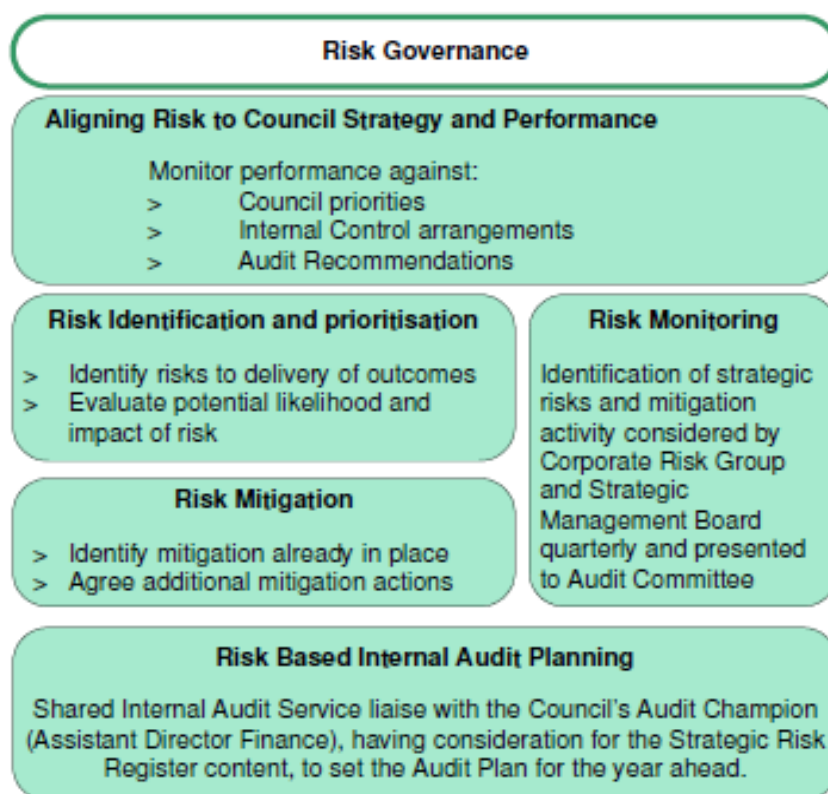 Risk Governance
Aligning Risk to Council Strategy and Performance
Monitor performance against:
> Council priorities
> Internal Control arrangements
> Audit Recommendations
Risk Identification and prioritisation
> Identify risks to delivery of outcomes
> Evaluate potential likelihood and
impact of risk
Risk Mitigation
> Identify mitigation already in place
> Agree additional mitigation actions
Risk Monitoring
Identification of strategic
risks and mitigation
activity considered by
Corporate Risk Group
and Strategic
Management Board
quarterly and presented
to Audit Committee
Risk Based Internal Audit Planning
Shared Internal Audit Service liaise with the Council's Audit Champion
(Assistant Director Finance), having consideration for the Strategic Risk
Register content, to set the Audit Plan for the year ahead.